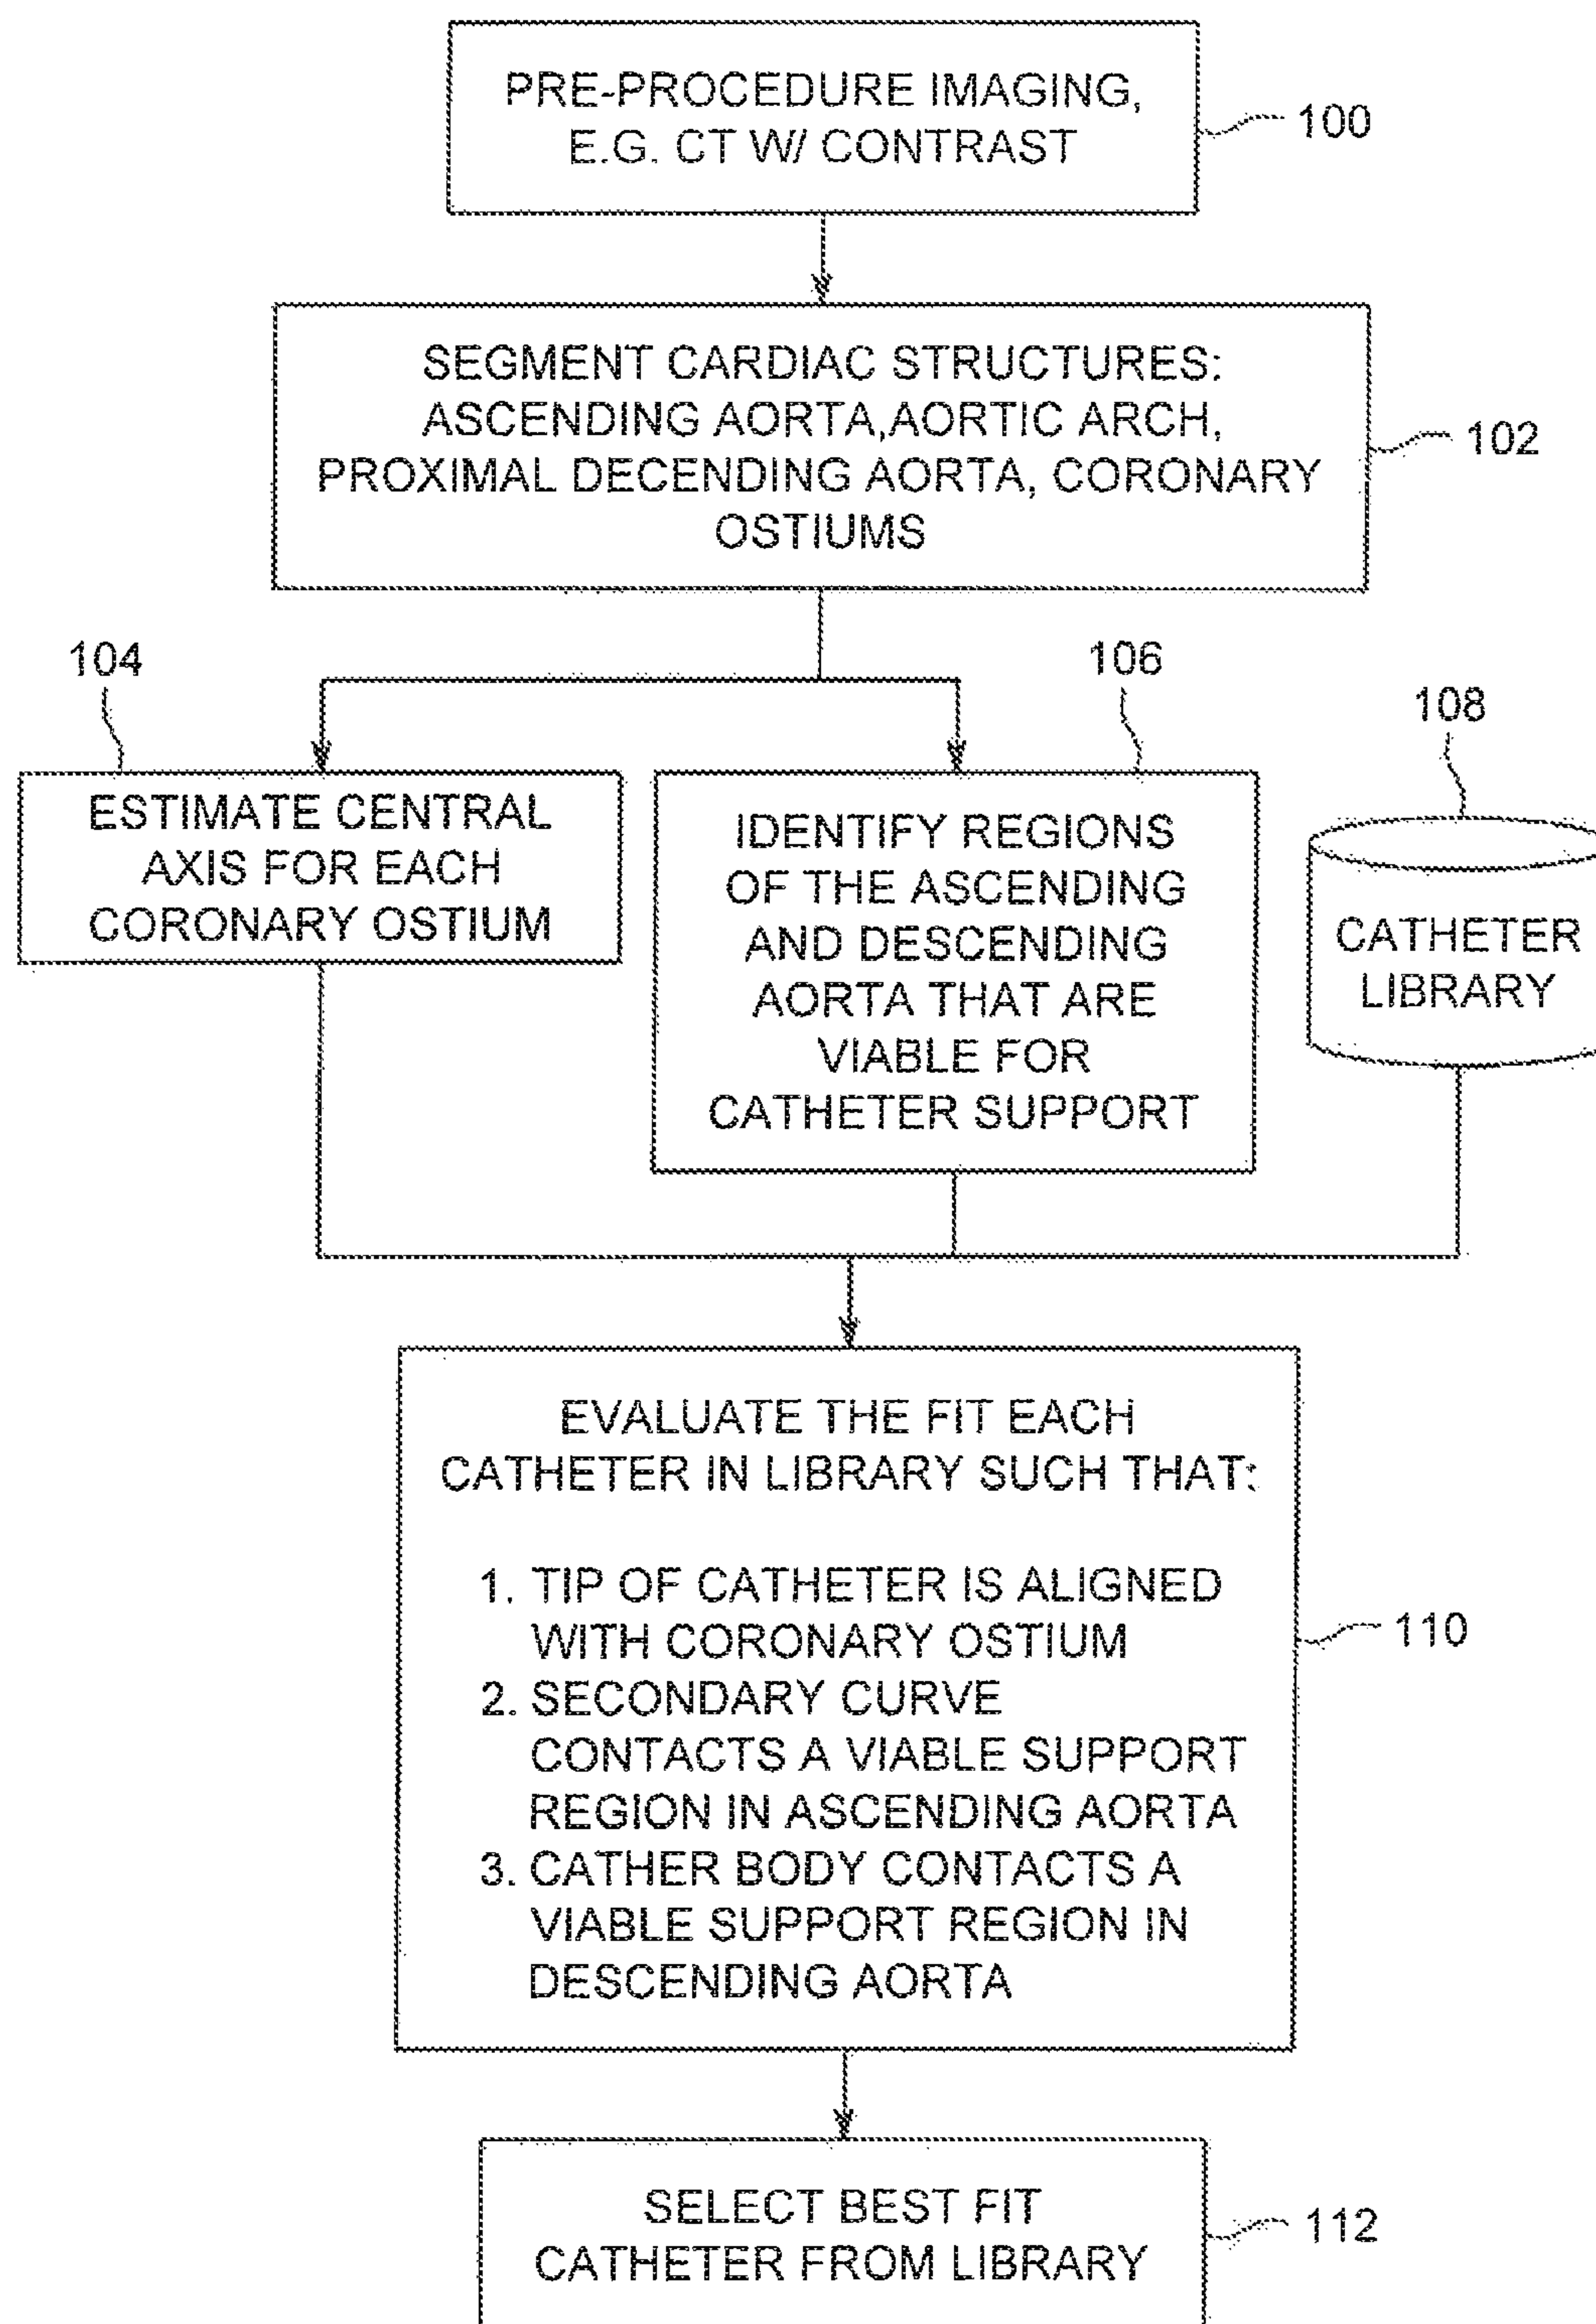 PRE-PROCEDURE IMAGING,
E.G. CT W/ CONTRAST
100
SEGMENT CARDIAC STRUCTURES:
ASCENDING AORTA,AORTIC ARCH,
PROXIMAL DECENDING AORTA, CORONARY
OSTIUMS
102
104
106
108
ESTIMATE CENTRAL
AXIS FOR EACH
CORONARY OSTIUM
IDENTIFY REGIONS
OF THE ASCENDING
AND DESCENDING
AORTA THAT ARE
VIABLE FOR
CATHETER SUPPORT
CATHETER
LIBRARY
EVALUATE THE FIT EACH
CATHETER IN LIBRARY SUCH THAT:
1. TIP OF CATHETER IS ALIGNED
WITH CORONARY OSTIUM
2. SECONDARY CURVE
CONTACTS A VIABLE SUPPORT
REGION IN ASCENDING AORTA
3. CATHER BODY CONTACTS A
VIABLE SUPPORT REGION IN
DESCENDING AORTA
110
SELECT BEST FIT
CATHETER FROM LIBRARY
112